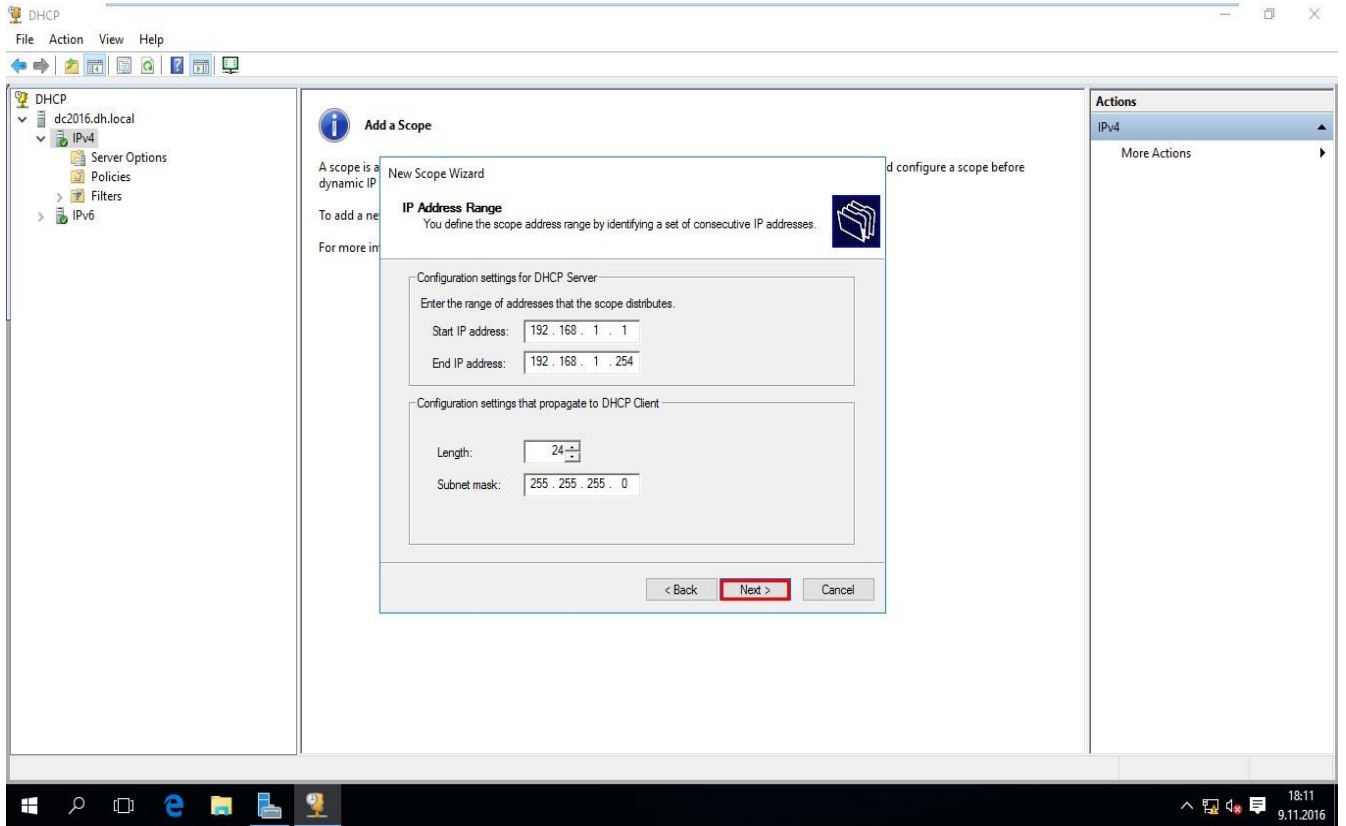 DHCP
File Action View Help
DHCP
dc2016.dh.local
IPv4
Server Options
Policies
Filters
IPv6
Add a Scope
A scope is a
d configure a scope before
dynamic IP
To add a ne
For more in
New Scope Wizard
IP Address Range
You define the scope address range by identifying a set of consecutive IP addresses.
Configuration settings for DHCP Server
Enter the range of addresses that the scope distributes.
Start IP address: 192 . 168 . 1 . 1
End IP address: 192 . 168 . 1 . 254
Configuration settings that propagate to DHCP Client
Length: 24
Subnet mask: 255 . 255 . 255 . 0
< Back Next > Cancel
Actions
IPv4
More Actions
18:11
9.11.2016